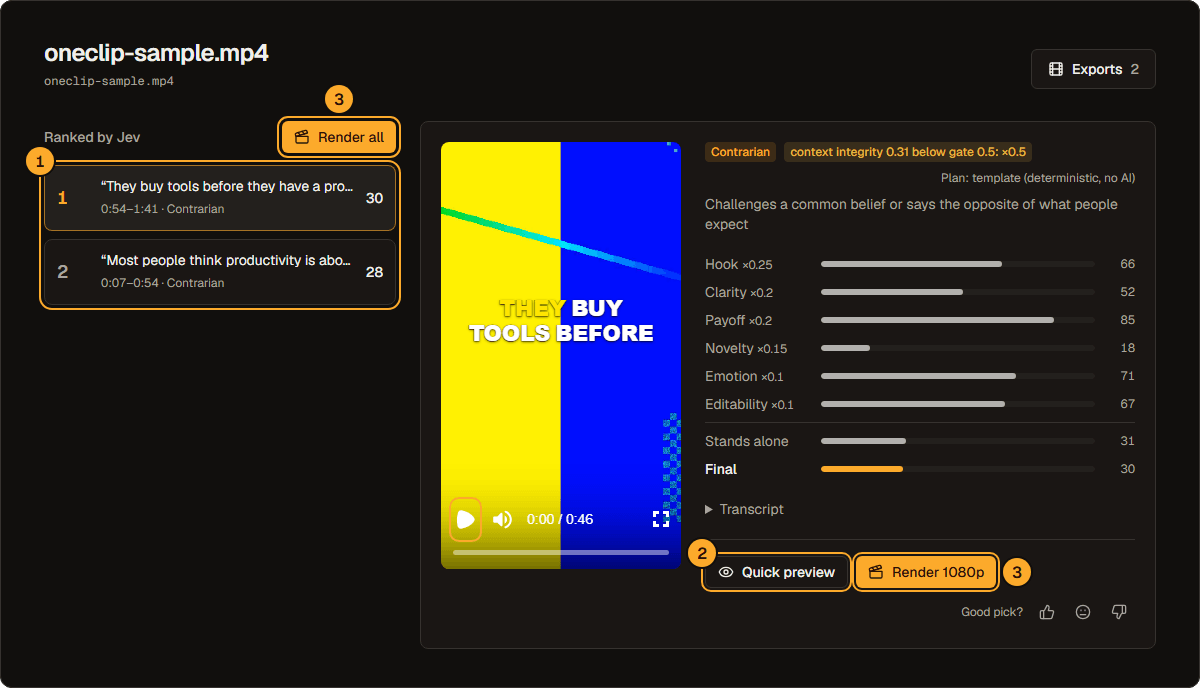 oneclip-sample.mp4
oneclip-sample.mp4
Exports 2
3
Ranked by Jev
Render all
1
1
“They buy tools before they have a pro…
0:54–1:41 · Contrarian
30
2
“Most people think productivity is abo…
0:07–0:54 · Contrarian
28
THEY BUY
TOOLS BEFORE
0:00 / 0:46
Contrarian
context integrity 0.31 below gate 0.5: ×0.5
Plan: template (deterministic, no AI)
Challenges a common belief or says the opposite of what people
expect
Hook ×0.25 66
Clarity ×0.2 52
Payoff ×0.2 85
Novelty ×0.15 18
Emotion ×0.1 71
Editability ×0.1 67
Stands alone 31
Final 30
Transcript
2
Quick preview
Render 1080p
3
Good pick?